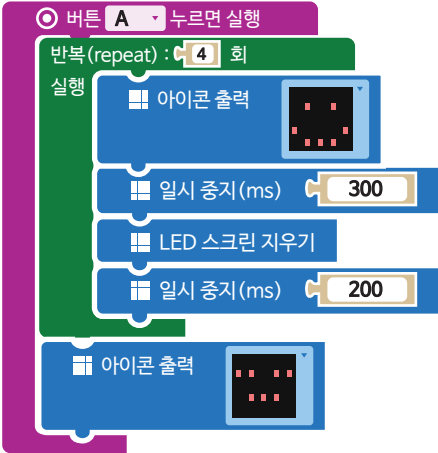 버튼 A 누르면 실행
반복(repeat) : 4 회
실행
아이콘 출력
일시 중지(ms) 300
LED 스크린 지우기
일시 중지(ms) 200
아이콘 출력